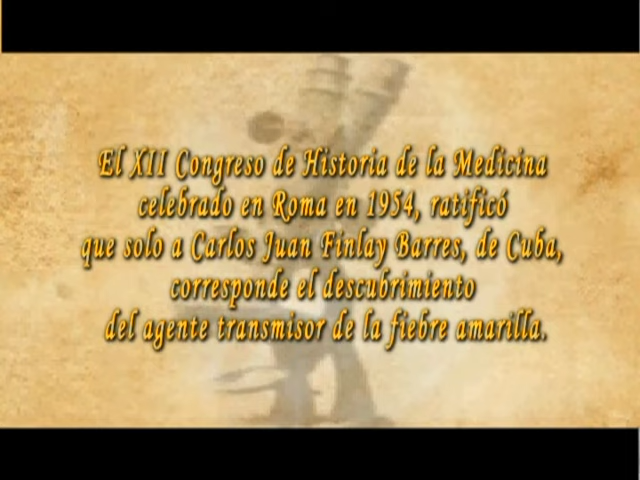 El XII Congreso de Historia de la Medicina
celebrado en Roma en 1954, ratificó
que solo a Carlos Juan Finlay Barres, de Cuba,
corresponde el descubrimiento
del agente transmisor de la fiebre amarilla.